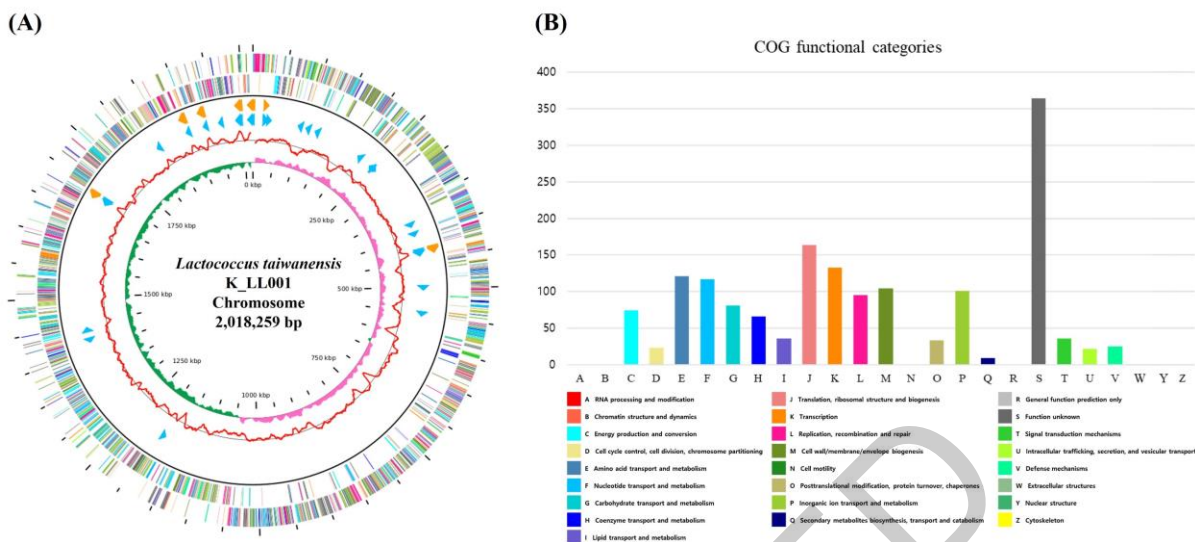 (A)
0 kbp
250 kbp
500 kbp
750 kbp
1000 kbp
1250 kbp
1500 kbp
1750 kbp
Lactococcus taiwanensis
K_LL001
Chromosome
2,018,259 bp
(B)
COG functional categories
400
350
300
250
200
150
100
50
0
A B C D E F G H I J K L M N O P Q R S T U V W Y Z
A RNA processing and modification
B Chromatin structure and dynamics
C Energy production and conversion
D Cell cycle control, cell division, chromosome partitioning
E Amino acid transport and metabolism
F Nucleotide transport and metabolism
G Carbohydrate transport and metabolism
H Coenzyme transport and metabolism
I Lipid transport and metabolism
J Translation, ribosomal structure and biogenesis
K Transcription
L Replication, recombination and repair
M Cell wall/membrane/envelope biogenesis
N Cell motility
O Posttranslational modification, protein turnover, chaperones
P Inorganic ion transport and metabolism
Q Secondary metabolites biosynthesis, transport and catabolism
R General function prediction only
S Function unknown
T Signal transduction mechanisms
U Intracellular trafficking, secretion, and vesicular transport
V Defense mechanisms
W Extracellular structures
Y Nuclear structure
Z Cytoskeleton